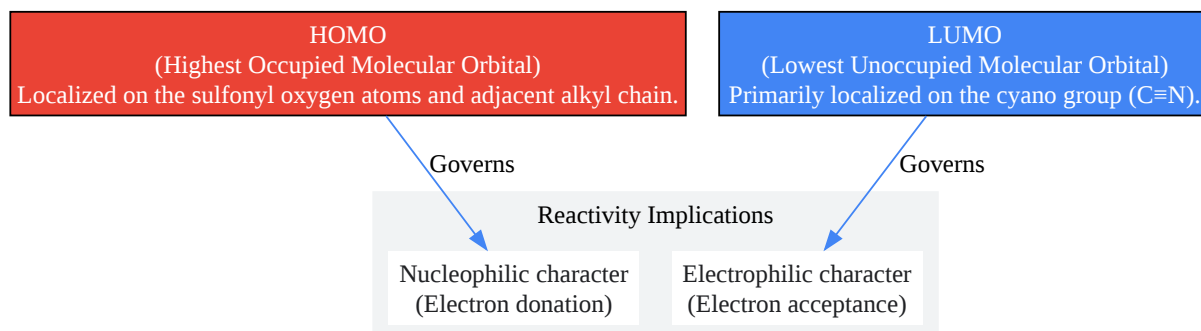 HOMO
(Highest Occupied Molecular Orbital)
Localized on the sulfonyl oxygen atoms and adjacent alkyl chain.
LUMO
(Lowest Unoccupied Molecular Orbital)
Primarily localized on the cyano group (C≡N).
Governs
Governs
Reactivity Implications
Nucleophilic character
(Electron donation)
Electrophilic character
(Electron acceptance)